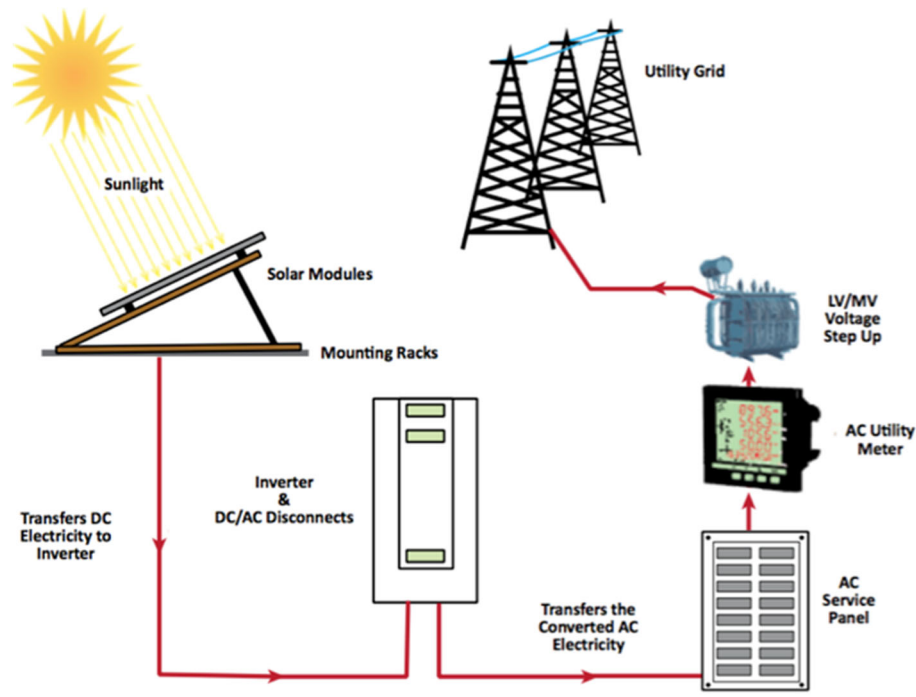 Utility Grid
Sunlight
Solar Modules
LV/MV
Voltage
Step Up
Mounting Racks
AC Utility
Meter
Inverter
&
DC/AC Disconnects
Transfers DC
Electricity to
Inverter
AC
Service
Panel
Transfers the
Converted AC
Electricity